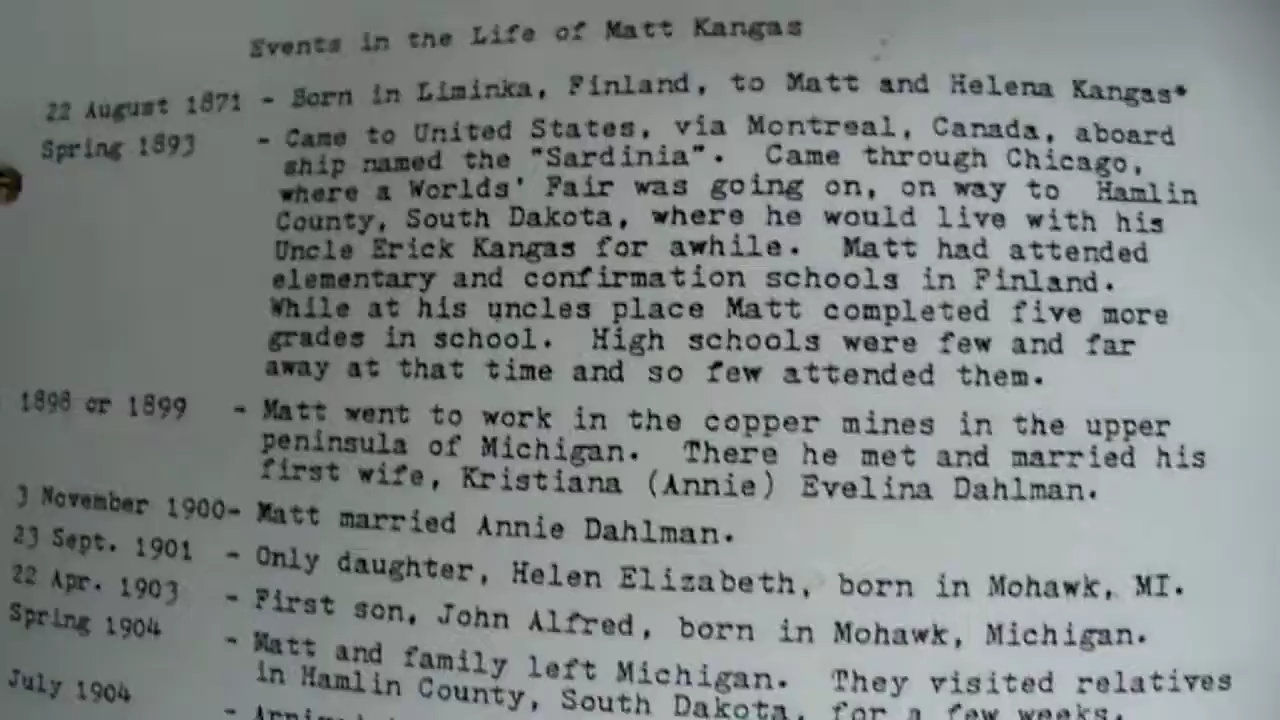 Events in the Life of Matt Kangas
22 August 1871 - Born in Liminka, Finland, to Matt and Helena Kangas*
Spring 1893 - Came to United States, via Montreal, Canada, aboard
ship named the "Sardinia". Came through Chicago,
where a Worlds' Fair was going on, on way to Hamlin
County, South Dakota, where he would live with his
Uncle Erick Kangas for awhile. Matt had attended
elementary and confirmation schools in Finland.
While at his uncles place Matt completed five more
grades in school. High schools were few and far
away at that time and so few attended them.
1898 or 1899 - Matt went to work in the copper mines in the upper
peninsula of Michigan. There he met and married his
first wife, Kristiana (Annie) Evelina Dahlman.
3 November 1900- Matt married Annie Dahlman.
23 Sept. 1901 - Only daughter, Helen Elizabeth, born in Mohawk, MI.
22 Apr. 1903 - First son, John Alfred, born in Mohawk, Michigan.
Spring 1904 - Matt and family left Michigan. They visited relatives
in Hamlin County, South Dakota, for a few weeks.
July 1904 -